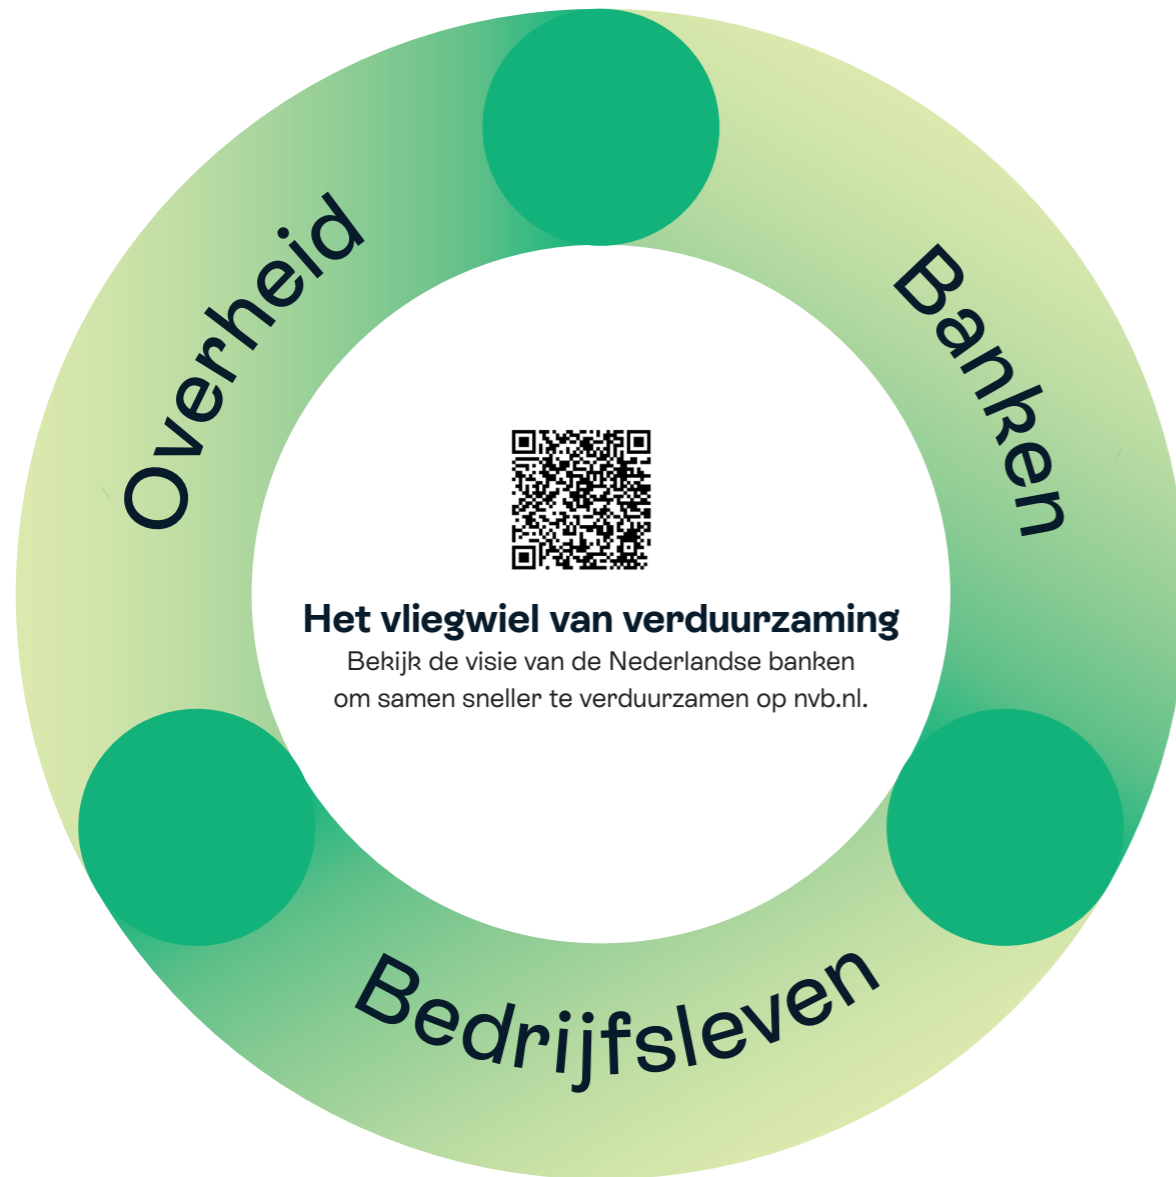 Overheid
Banken
Het vliegwiel van verduurzaming
Bekijk de visie van de Nederlandse banken
om samen sneller te verduurzamen op nvb.nl.
Bedrijfsleven